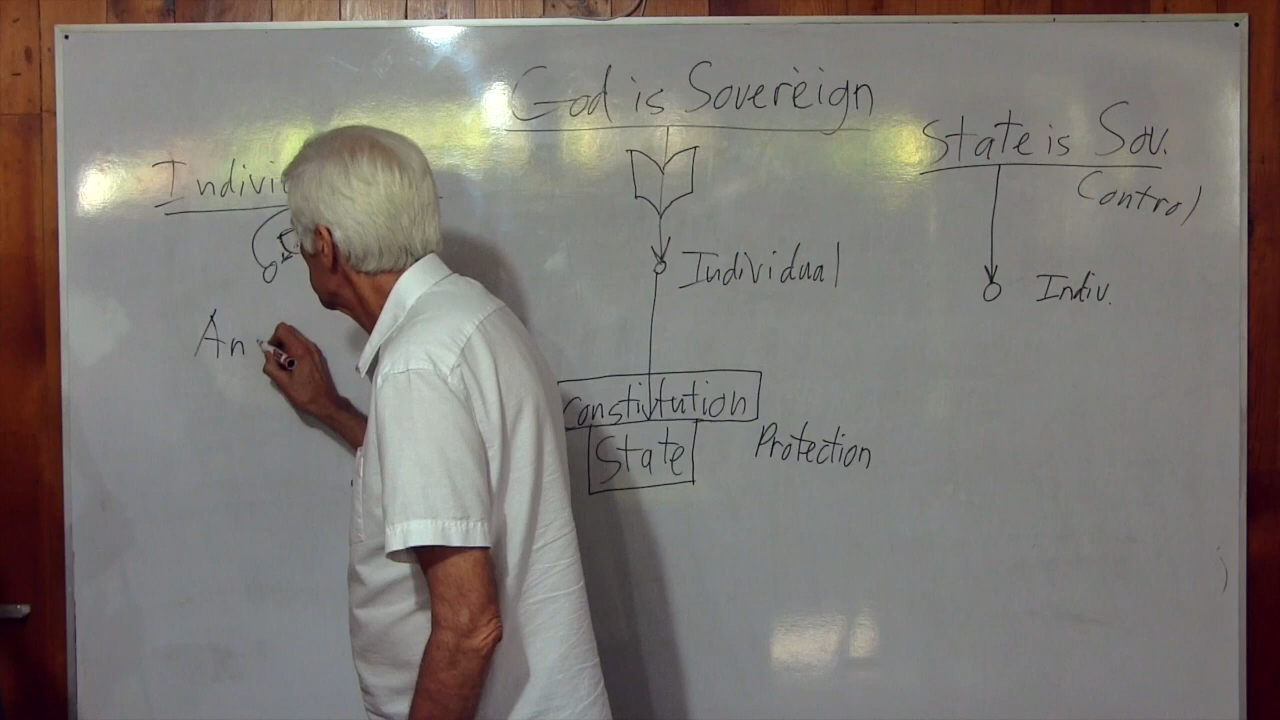 God is Sovereign
State is Sov.
Control
Indiv.
Individual
An
Constitution
State
Protection